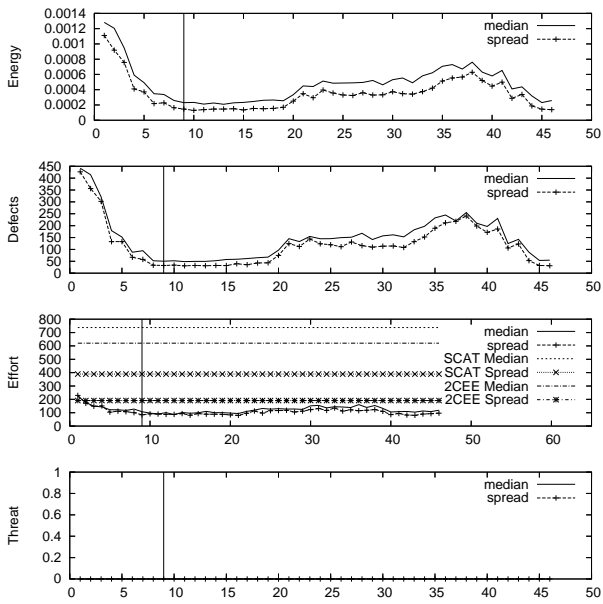 0.0014
0.0012
0.001
0.0008
0.0006
0.0004
0.0002
0
Energy
median
spread
0 5 10 15 20 25 30 35 40 45 50
450
400
350
300
250
200
150
100
50
0
Defects
median
spread
0 5 10 15 20 25 30 35 40 45 50
800
700
600
500
400
300
200
100
0
Effort
median
spread
SCAT Median
SCAT Spread
2CEE Median
2CEE Spread
0 10 20 30 40 50 60
1
0.8
0.6
0.4
0.2
0
Threat
median
spread
0 5 10 15 20 25 30 35 40 45 50